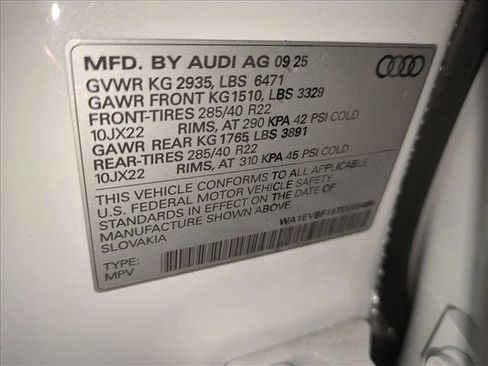 MFD. BY AUDI AG 09 25
GVWR KG 2935, LBS 6471
GAWR FRONT KG1510, LBS 3329
FRONT-TIRES 285/40 R22
10JX22 RIMS, AT 290 KPA 42 PSI COLD
GAWR REAR KG 1765, LBS 3891
REAR-TIRES 285/40 R22
10JX22 RIMS, AT 310 KPA 45 PSI COLD
THIS VEHICLE CONFORMS TO ALL APPLICABLE
U.S. FEDERAL MOTOR VEHICLE SAFETY
STANDARDS IN EFFECT ON THE DATE OF
MANUFACTURE SHOWN ABOVE.
SLOVAKIA
TYPE:
MPV